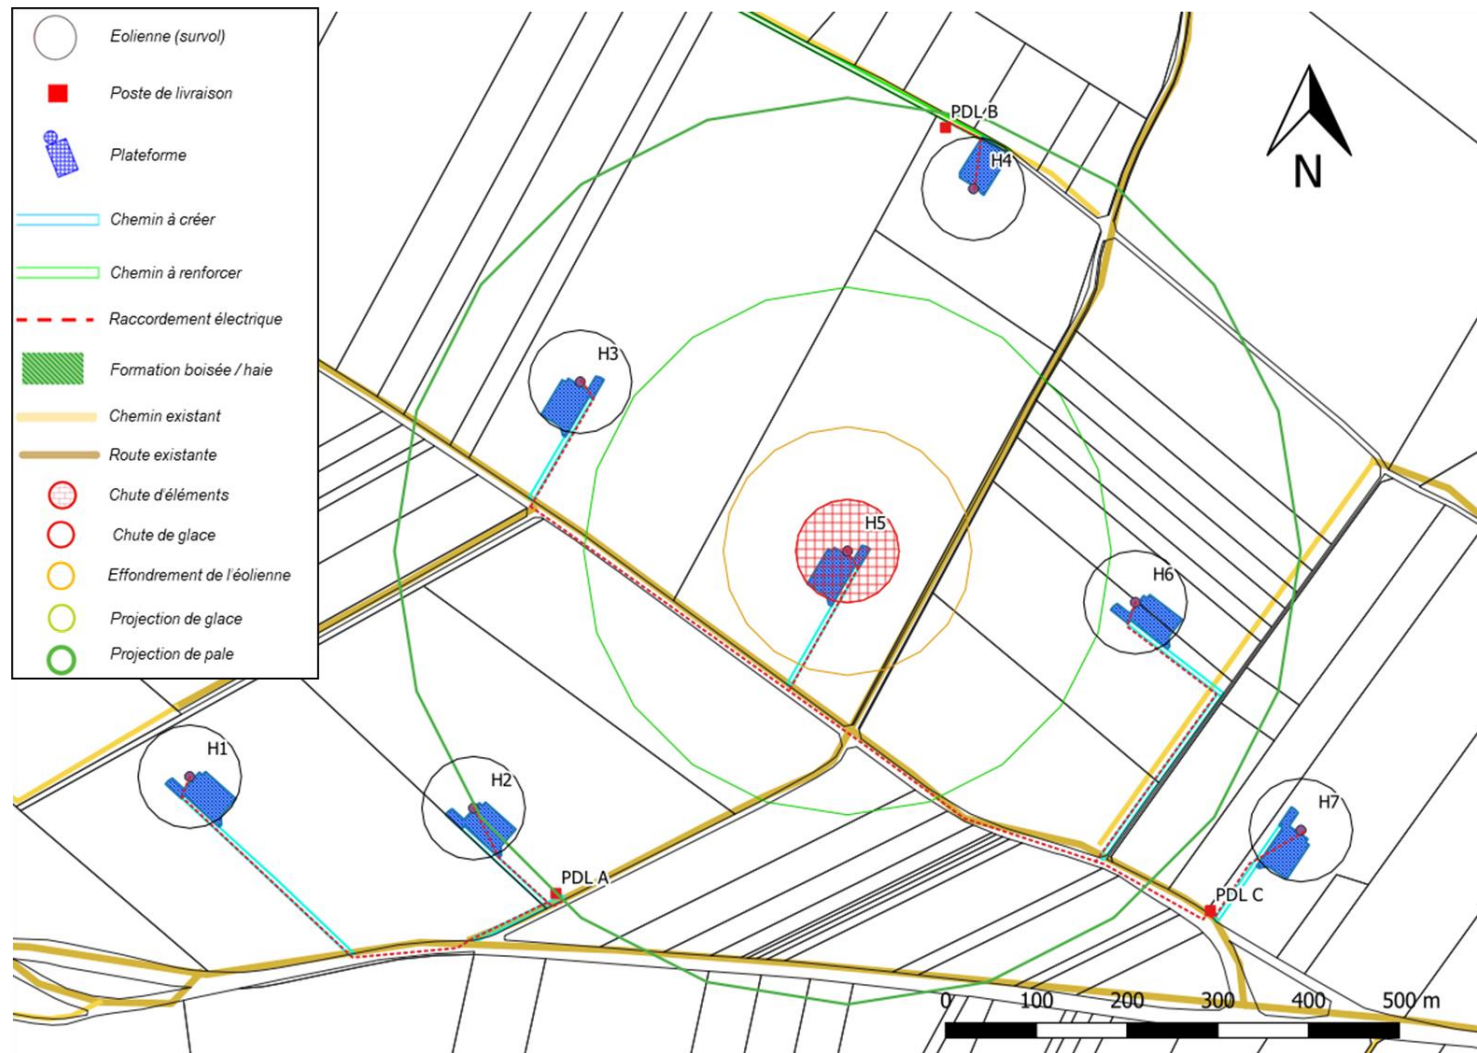 Eolienne (survol)
Poste de livraison
Plateforme
Chemin à créer
Chemin à renforcer
Raccordement électrique
Formation boisée / haie
Chemin existant
Route existante
Chute d'éléments
Chute de glace
Effondrement de l'éolienne
Projection de glace
Projection de pale
PDL B
H4
N
H3
H5
H6
H1
H2
H7
PDL A
PDL C
0 100 200 300 400 500 m